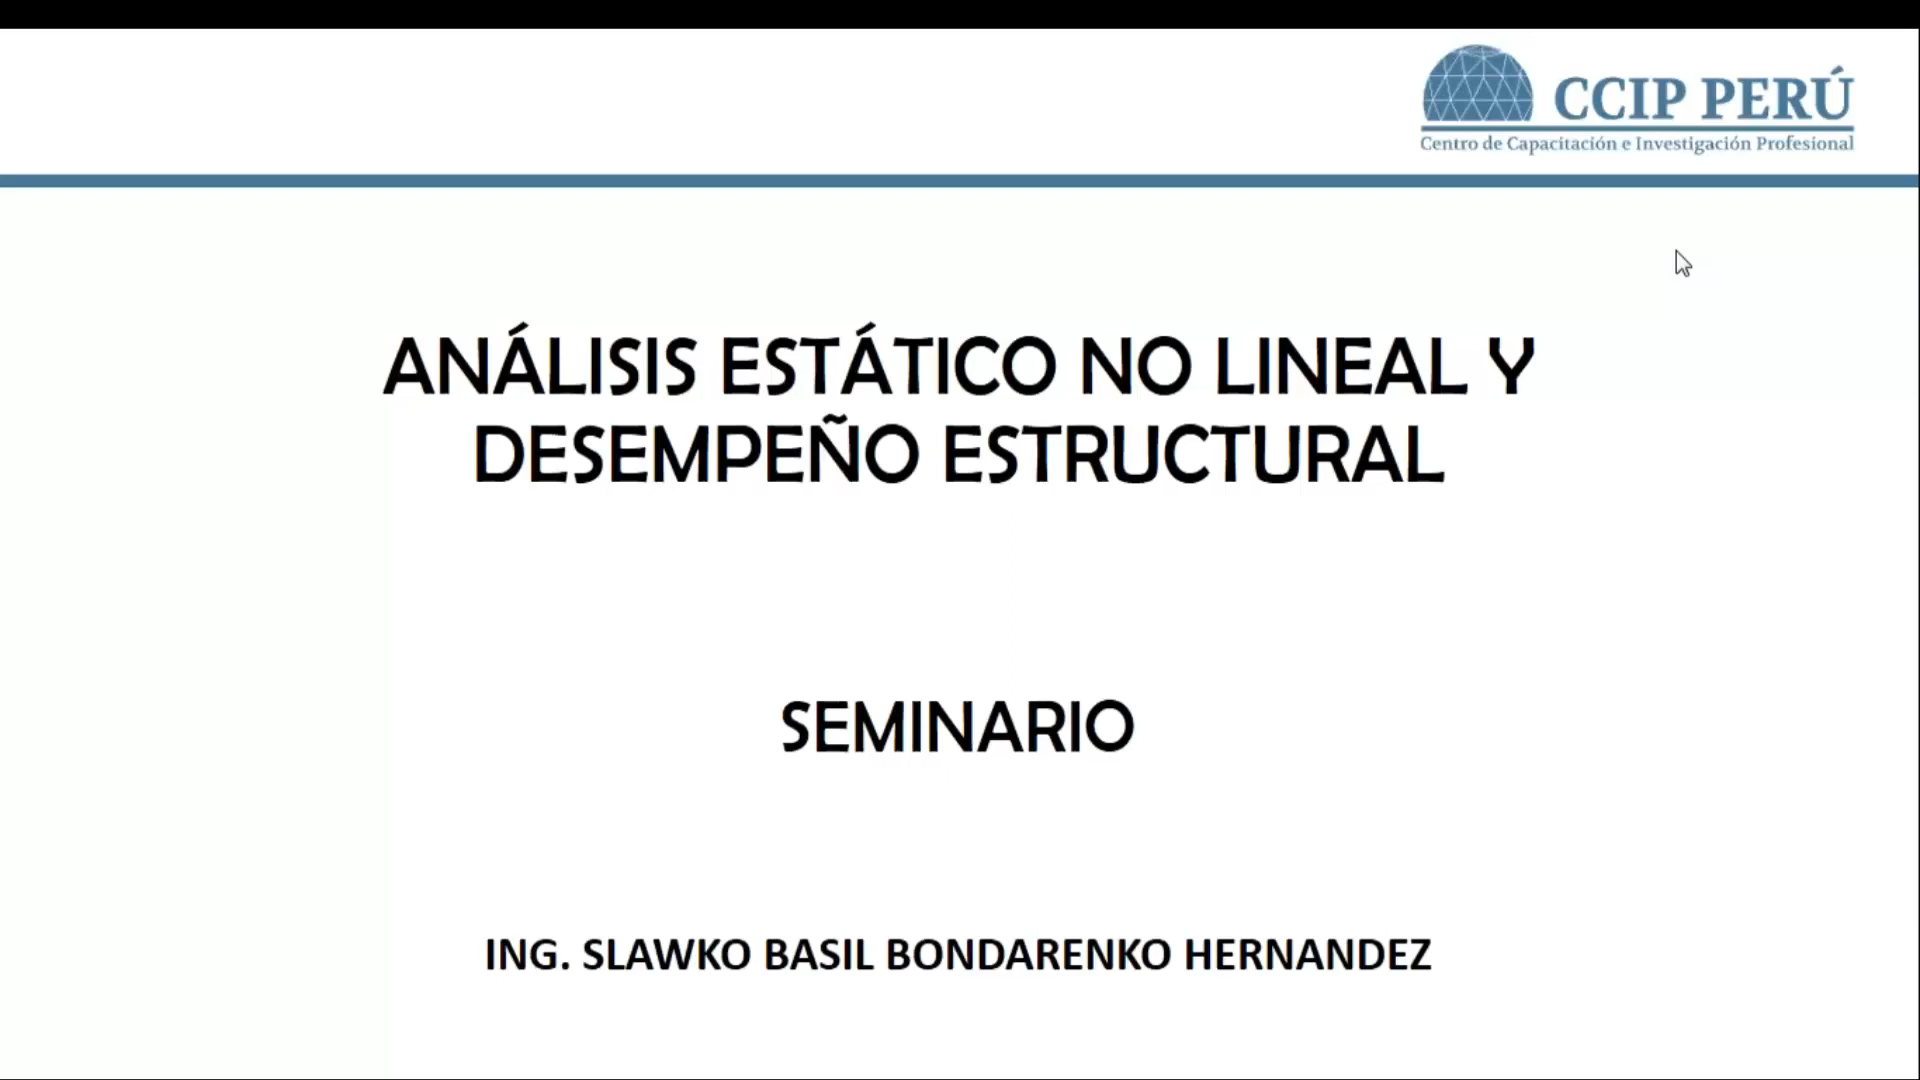 CCIP PERÚ
Centro de Capacitación e Investigación Profesional
ANÁLISIS ESTÁTICO NO LINEAL Y
DESEMPEÑO ESTRUCTURAL
SEMINARIO
ING. SLAWKO BASIL BONDARENKO HERNANDEZ